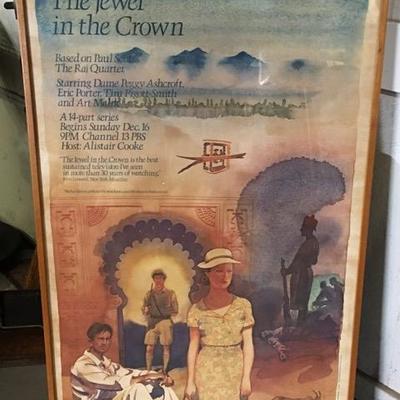 The Jewel
in the Crown
Based on Paul Scott's
The Raj Quartet
Starring Dame Peggy Ashcroft,
Eric Porter, Tim Pigott-Smith
and Art Malik
A 14-part series
Begins Sunday Dec. 16
9PM Channel 13 PBS
Host: Alistair Cooke
'The Jewel in the Crown is the best
sustained television I've seen
in more than 30 years of watching.'